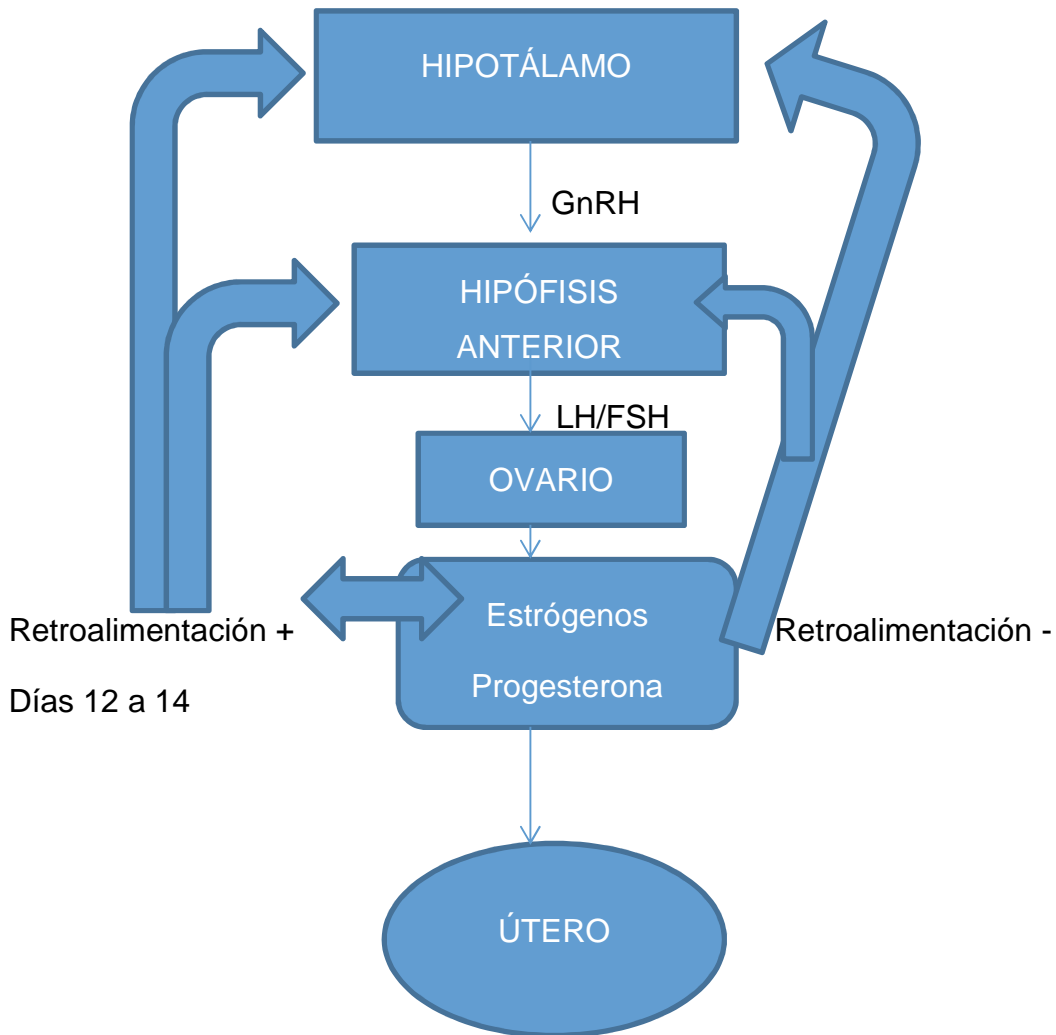 HIPOTÁLAMO
GnRH
HIPÓFISIS
ANTERIOR
LH/FSH
OVARIO
Estrógenos
Retroalimentación +
Retroalimentación -
Progesterona
Días 12 a 14
ÚTERO